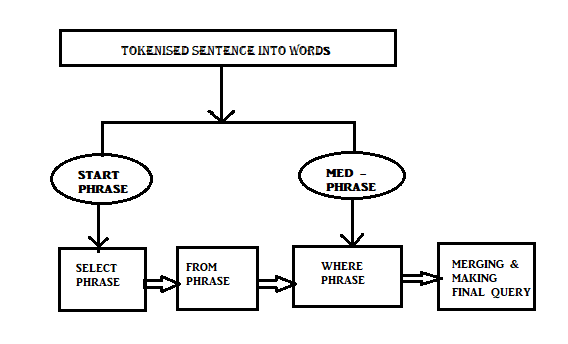 TOKENISED SENTENCE INTO WORDS
START
PHRASE
MED -
PHRASE
SELECT
PHRASE
FROM
PHRASE
WHERE
PHRASE
MERGING &
MAKING
FINAL QUERY